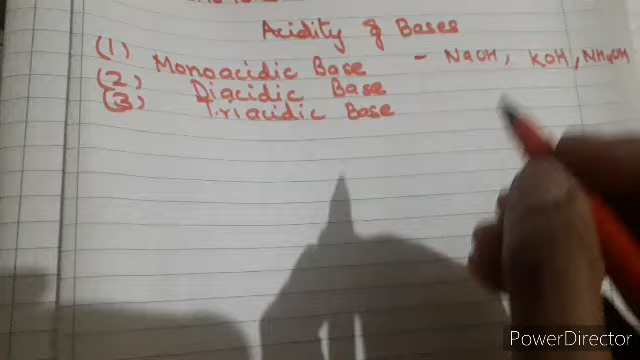 Acidity of Bases
(1) Monoacidic Base - NaOH, KOH, NH4OH
(2) Diacidic Base
(3) Triacidic Base
PowerDirector